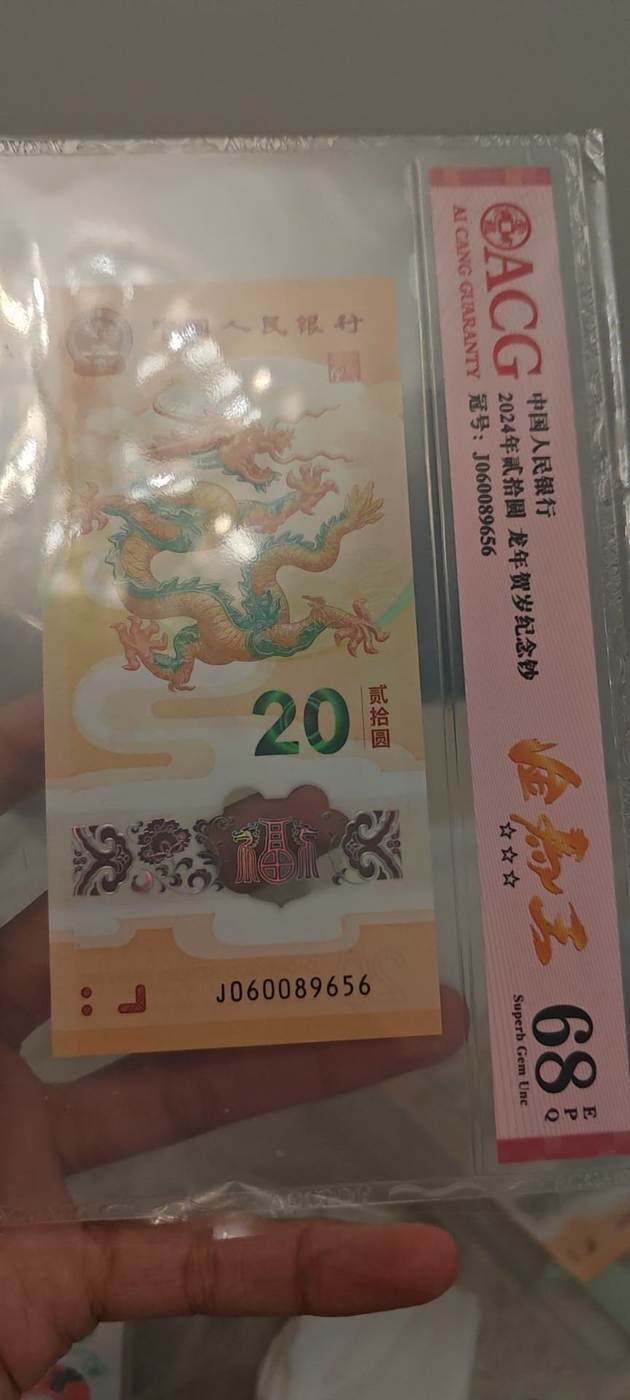 中国人民银行
20
贰拾圆
福
J060089656
ACG
AI CANG GUARANTY
中国人民银行
2024年贰拾圆 龙年贺岁纪念钞
冠号：J060089656
☆☆☆
68
EPQ
Superb Gem Unc